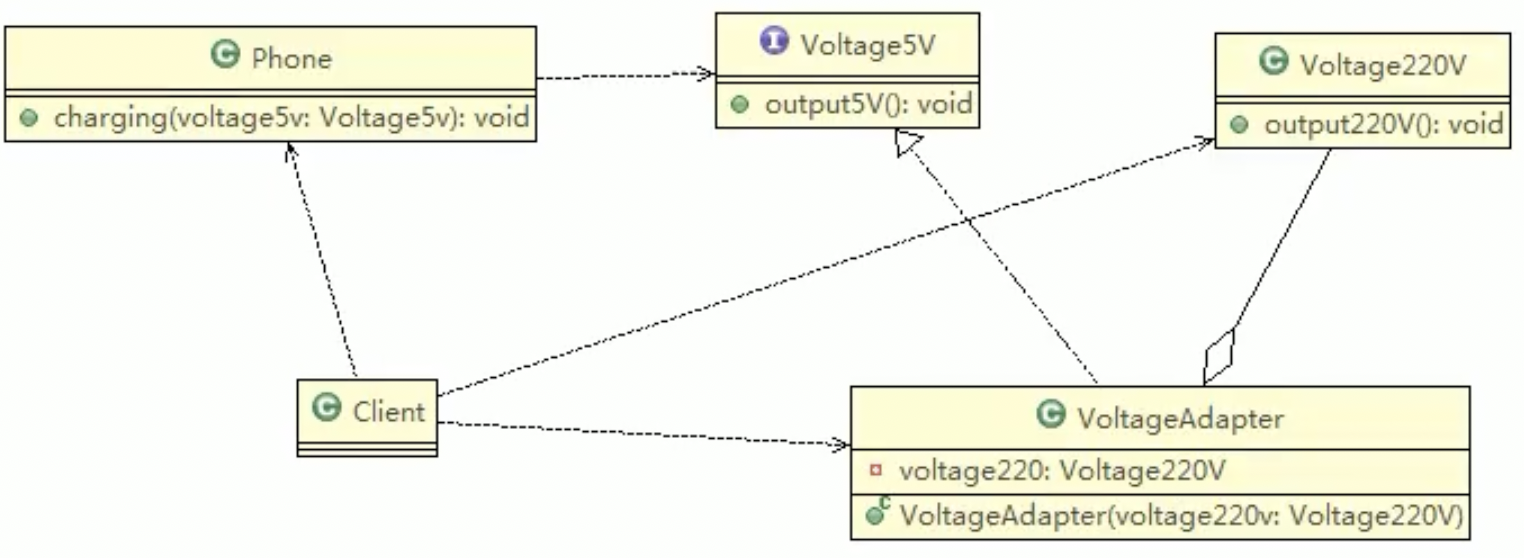 Phone
charging(voltage5v: Voltage5v): void
I Voltage5V
output5V(): void
C Voltage220V
output220V(): void
C Client
C VoltageAdapter
voltage220: Voltage220V
C VoltageAdapter(voltage220v: Voltage220V)